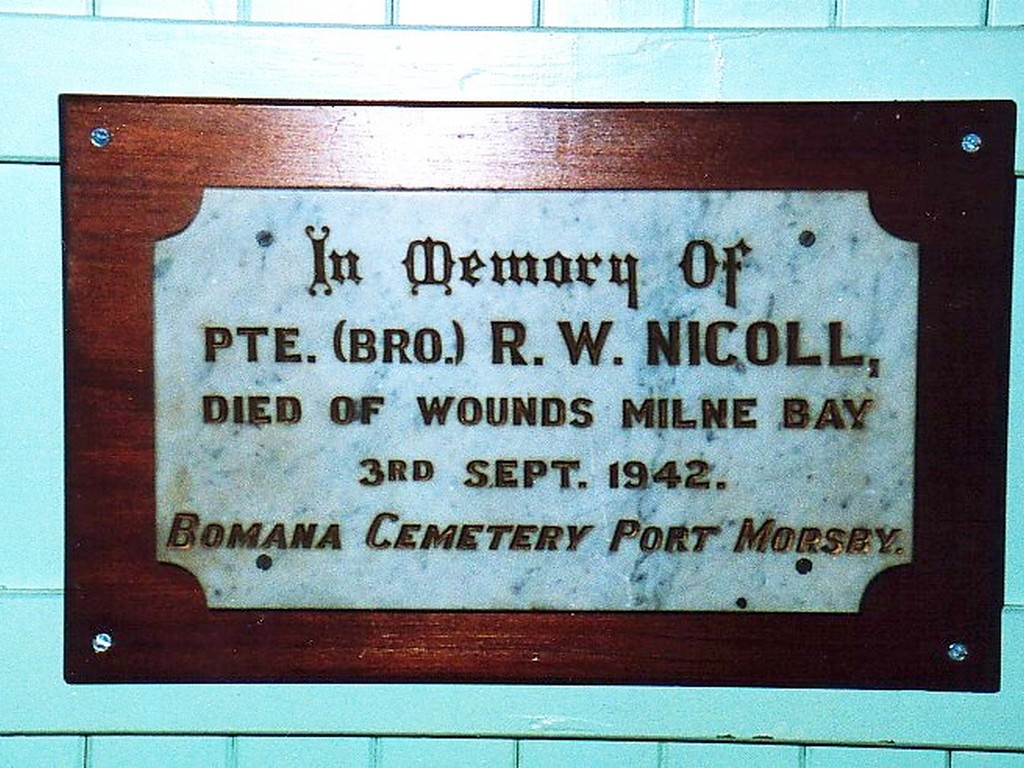 In Memory Of
PTE. (BRO.) R. W. NICOLL,
DIED OF WOUNDS MILNE BAY
3RD SEPT. 1942.
BOMANA CEMETERY PORT MORSBY.